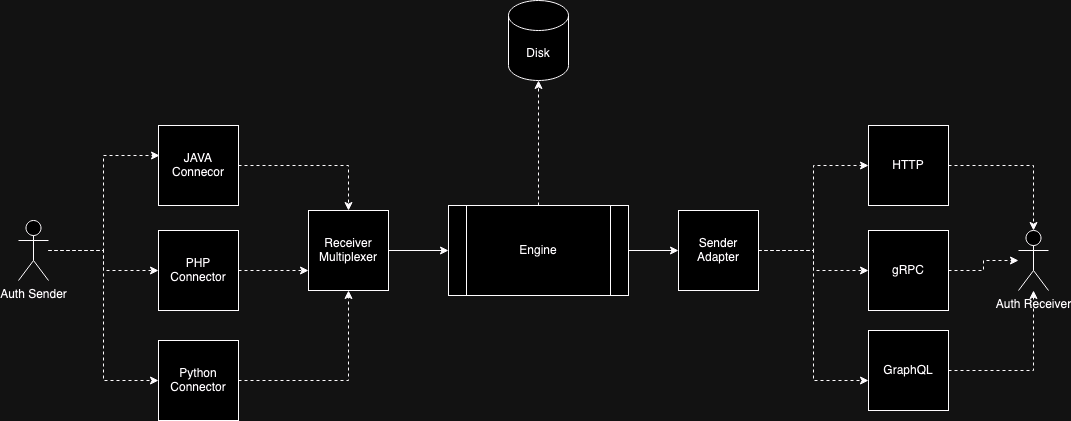 Disk
JAVA
Connecor
HTTP
Receiver
Multiplexer
Engine
Sender
Adapter
PHP
Connector
gRPC
Auth Sender
Auth Receiver
Python
Connector
GraphQL